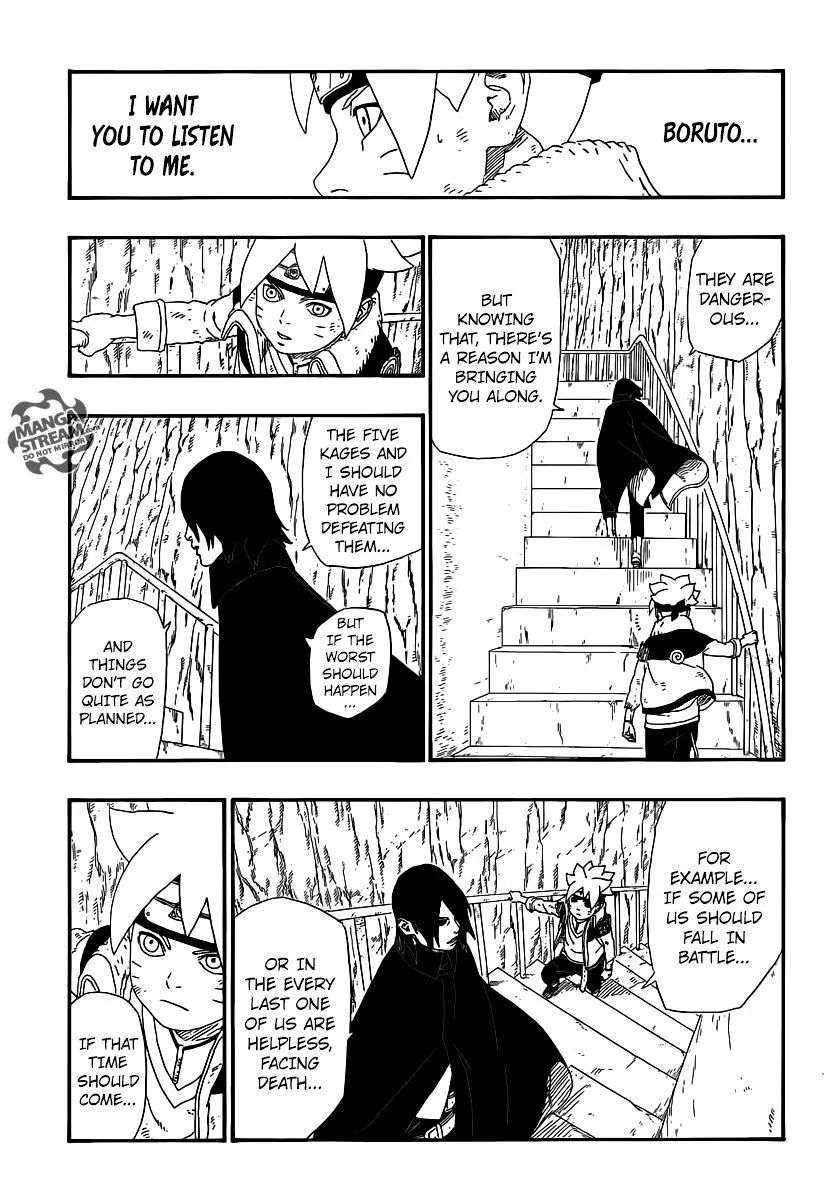 BORUTO...
I WANT
YOU TO LISTEN
TO ME.
THEY ARE
DANGER-
OUS...
BUT
KNOWING
THAT, THERE'S
A REASON I'M
BRINGING
YOU ALONG.
THE FIVE
KAGES AND
I SHOULD
HAVE NO
PROBLEM
DEFEATING
THEM...
BUT
IF THE
WORST
SHOULD
HAPPEN
...
AND
THINGS
DON'T GO
QUITE AS
PLANNED...
FOR
EXAMPLE...
IF SOME OF
US SHOULD
FALL IN
BATTLE...
OR IN
THE EVERY
LAST ONE
OF US ARE
HELPLESS,
FACING
DEATH...
IF THAT
TIME
SHOULD
COME...
MANGA
STREAM.com
DO NOT MIRROR